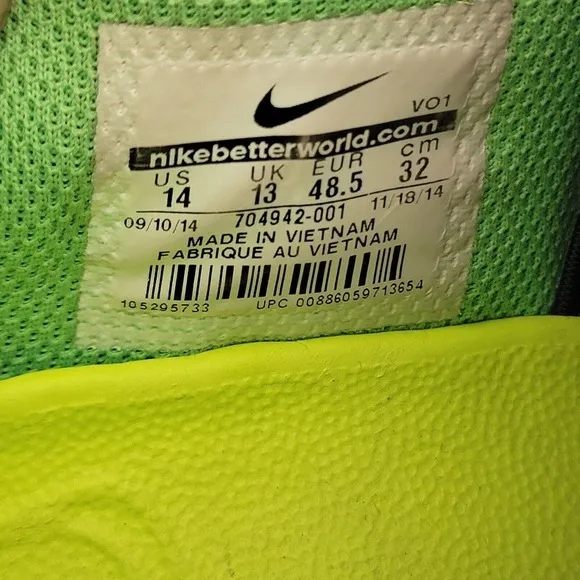 VO1
nikebetterworld.com
US UK EUR cm
14 13 48.5 32
09/10/14 704942-001 11/18/14
MADE IN VIETNAM
FABRIQUE AU VIETNAM
105295733 UPC 00886059713654